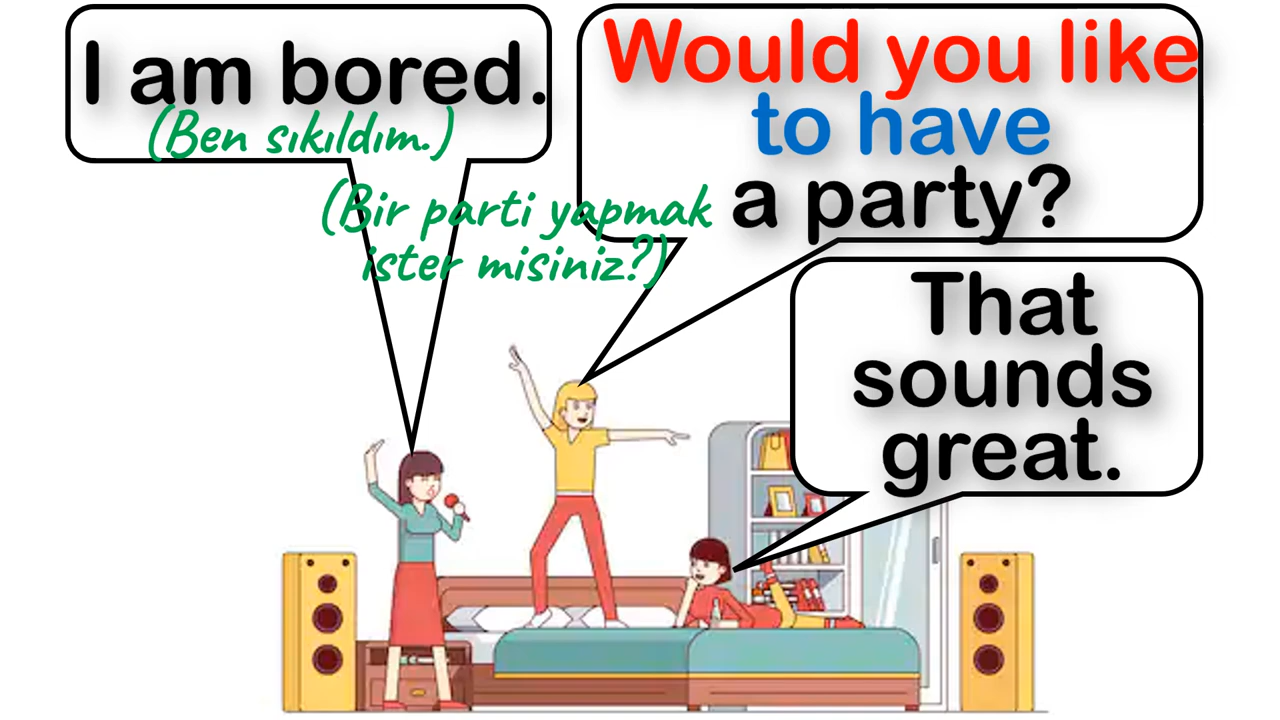 I am bored.
(Ben sıkıldım.)
Would you like
to have
a party?
(Bir parti yapmak
ister misiniz?)
That
sounds
great.